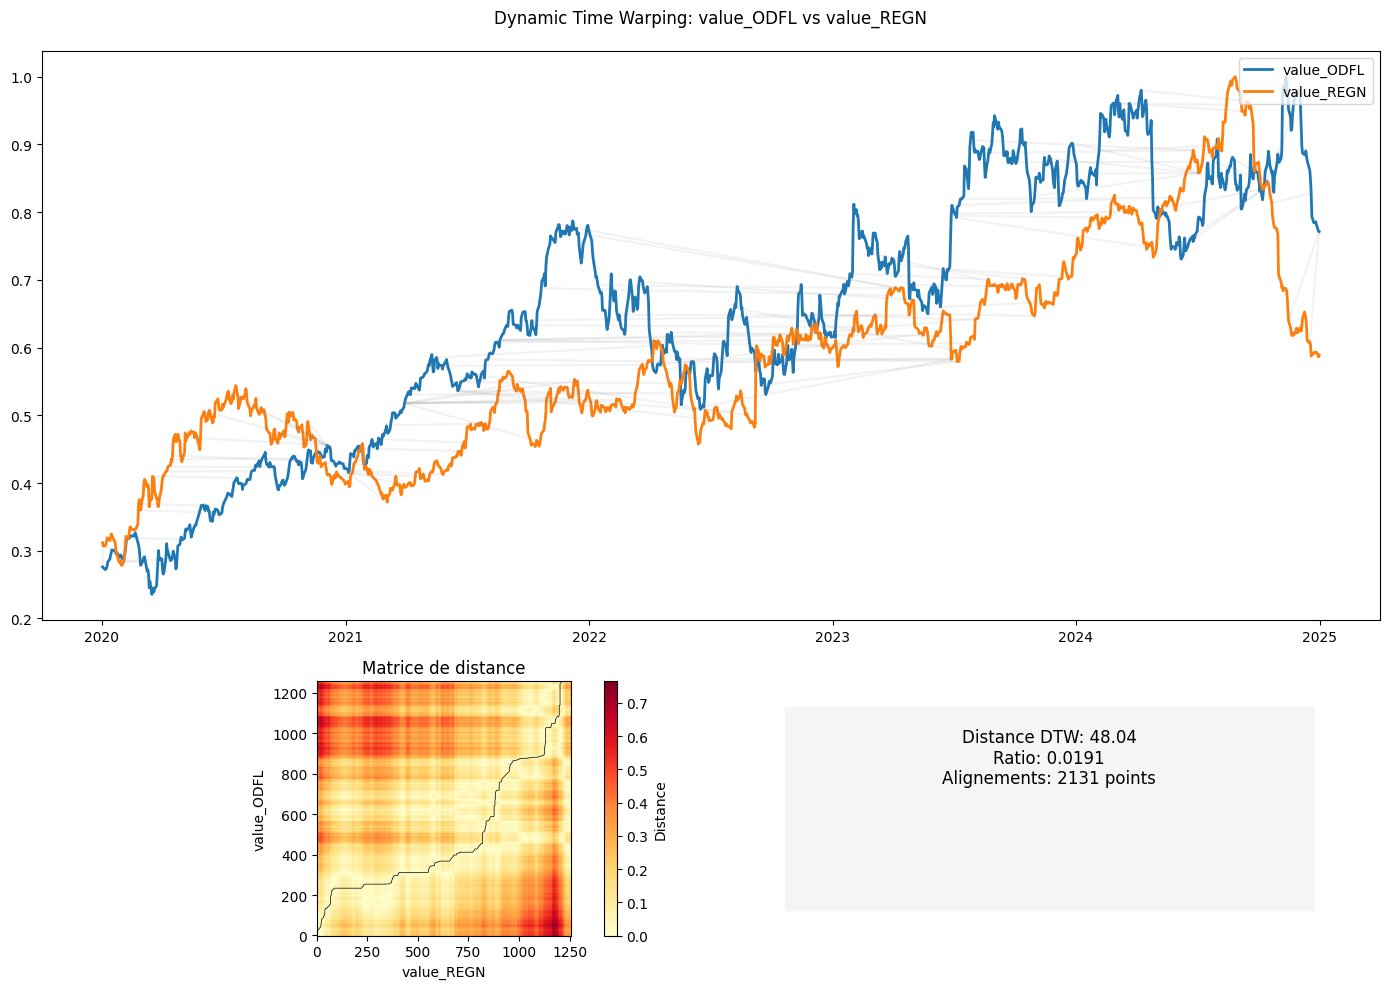 Dynamic Time Warping: value_ODFL vs value_REGN
value_ODFL
value_REGN
1.0
0.9
0.8
0.7
0.6
0.5
0.4
0.3
0.2
2020 2021 2022 2023 2024 2025
Matrice de distance
value_ODFL
1200
1000
800
600
400
200
0
0 250 500 750 1000 1250
value_REGN
0.7
0.6
0.5
0.4
0.3
0.2
0.1
0.0
Distance
Distance DTW: 48.04
Ratio: 0.0191
Alignements: 2131 points